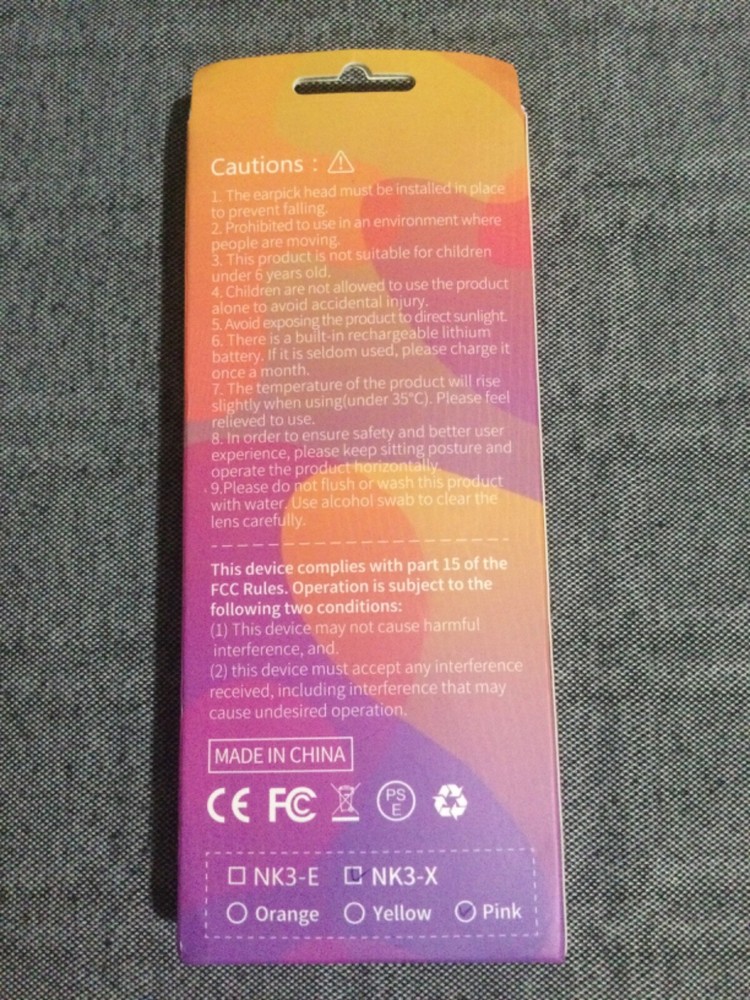 Cautions :
1. The earpick head must be installed in place
to prevent falling.
2. Prohibited to use in an environment where
people are moving.
3. This product is not suitable for children
under 6 years old.
4. Children are not allowed to use the product
alone to avoid accidental injury.
5. Avoid exposing the product to direct sunlight.
6. There is a built-in rechargeable lithium
battery. If it is seldom used, please charge it
once a month.
7. The temperature of the product will rise
slightly when using(under 35°C). Please feel
relieved to use.
8. In order to ensure safety and better user
experience, please keep sitting posture and
operate the product horizontally.
9.Please do not flush or wash this product
with water. Use alcohol swab to clear the
lens carefully.
This device complies with part 15 of the
FCC Rules. Operation is subject to the
following two conditions:
(1) This device may not cause harmful
interference, and.
(2) this device must accept any interference
received, including interference that may
cause undesired operation.
MADE IN CHINA
CE FC PS E
NK3-E NK3-X
Orange Yellow Pink